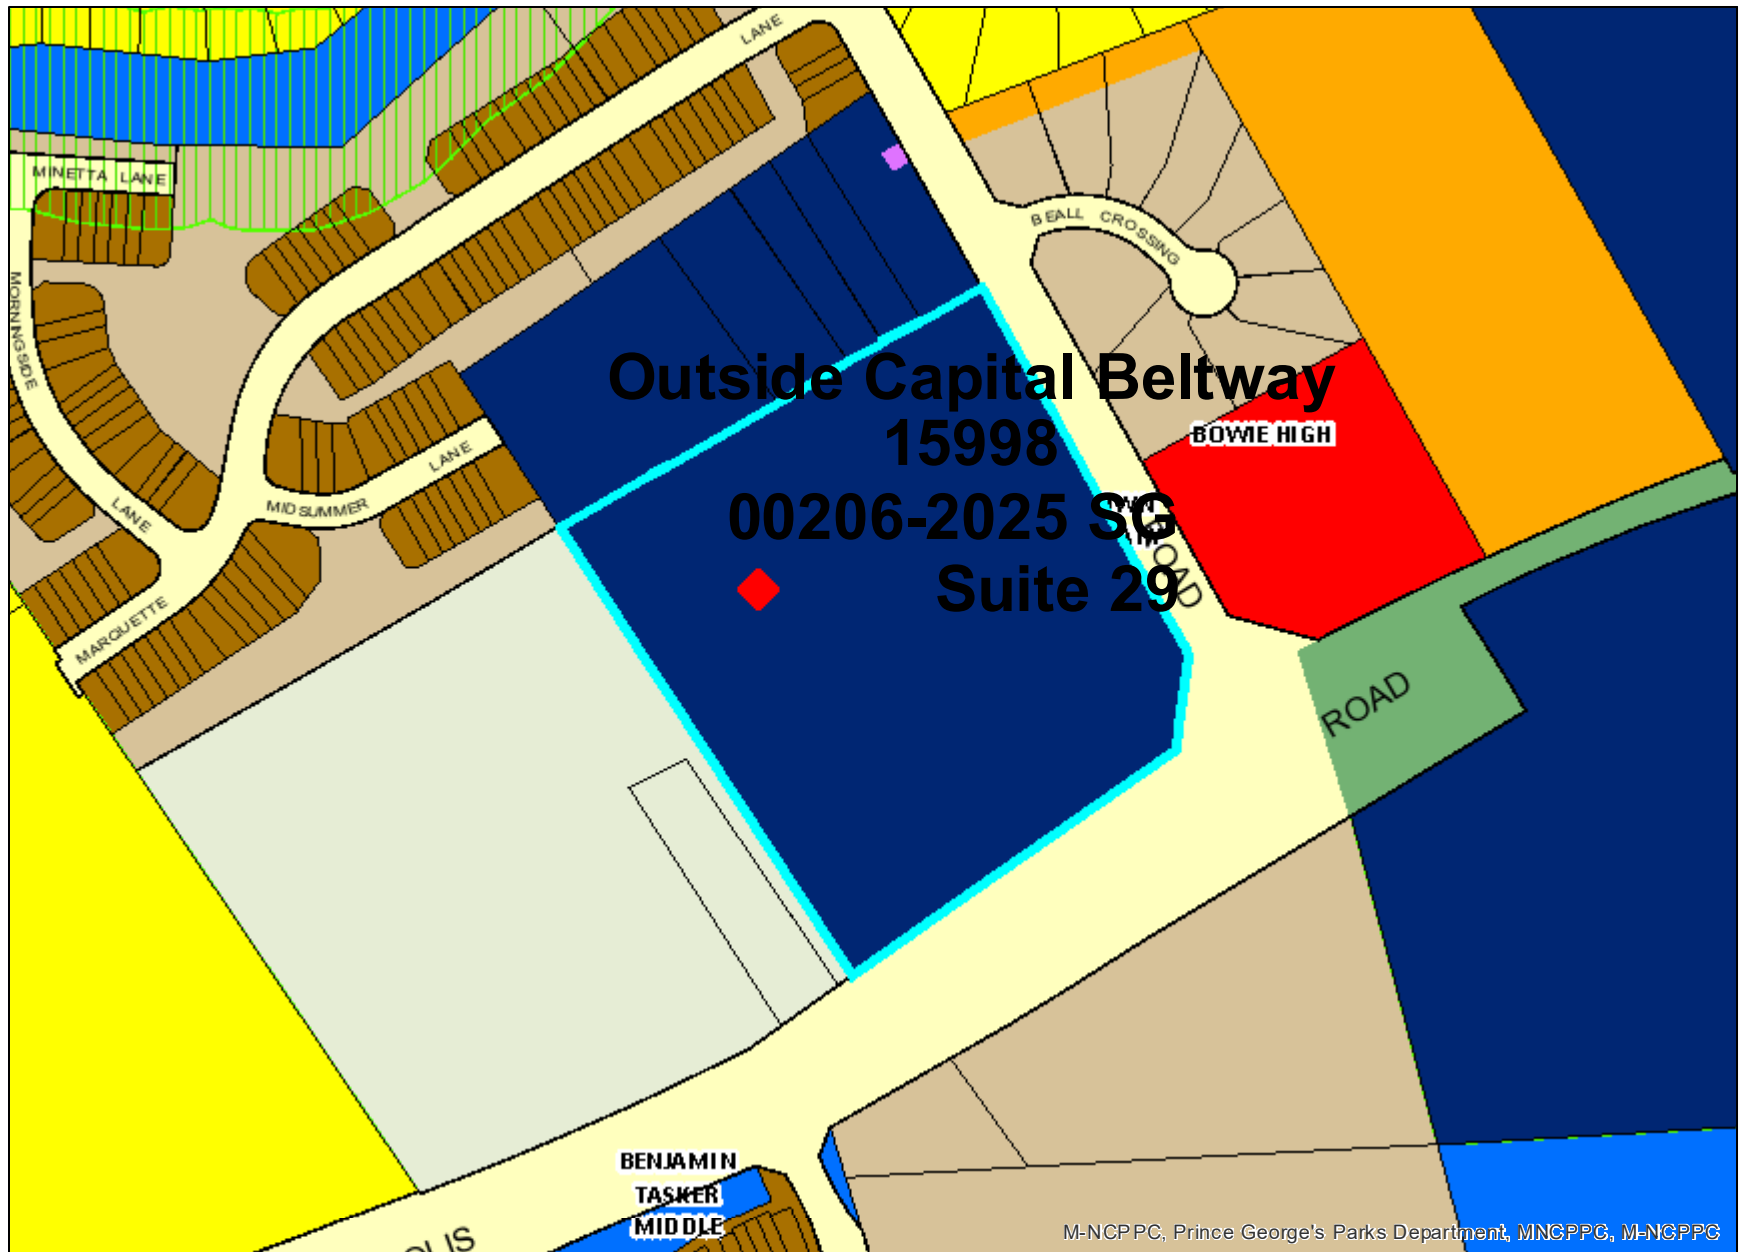 LANE
MINETTA LANE
BEALL CROSSING
MORNINGSIDE
LANE
Outside Capital Beltway
15998
BOWIE HIGH
LANE
MIDSUMMER
00206-2025 SG
ROAD
Suite 29
MARQUETTE
ROAD
BENJAMIN
TASKER
MIDDLE
OLIS
M-NCPPC, Prince George's Parks Department, MNCPPC, M-NCPPC